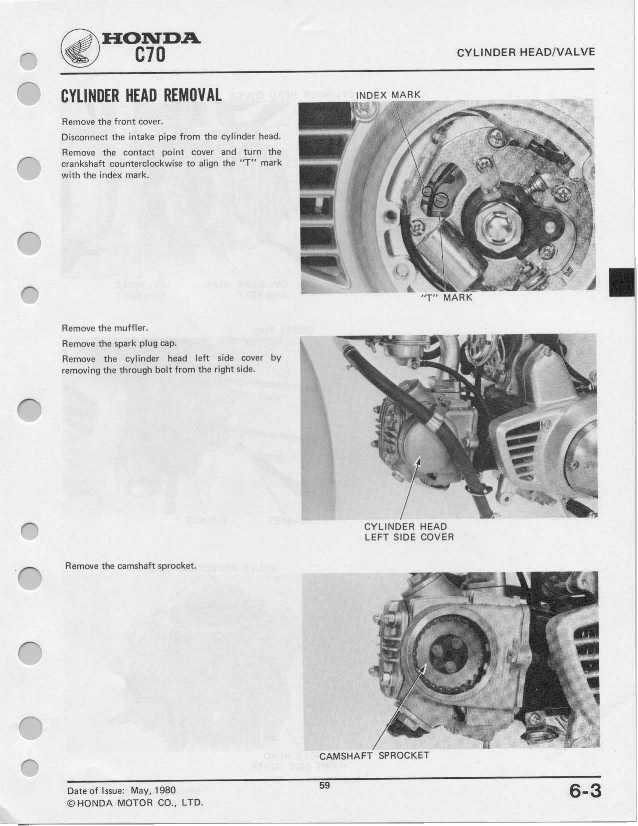 HONDA
C70
CYLINDER HEAD/VALVE
CYLINDER HEAD REMOVAL
Remove the front cover.
Disconnect the intake pipe from the cylinder head.
Remove the contact point cover and turn the
crankshaft counterclockwise to align the "T" mark
with the index mark.
INDEX MARK
"T" MARK
Remove the muffler.
Remove the spark plug cap.
Remove the cylinder head left side cover by
removing the through bolt from the right side.
CYLINDER HEAD
LEFT SIDE COVER
Remove the camshaft sprocket.
CAMSHAFT SPROCKET
Date of Issue: May, 1980
© HONDA MOTOR CO., LTD.
59
6-3